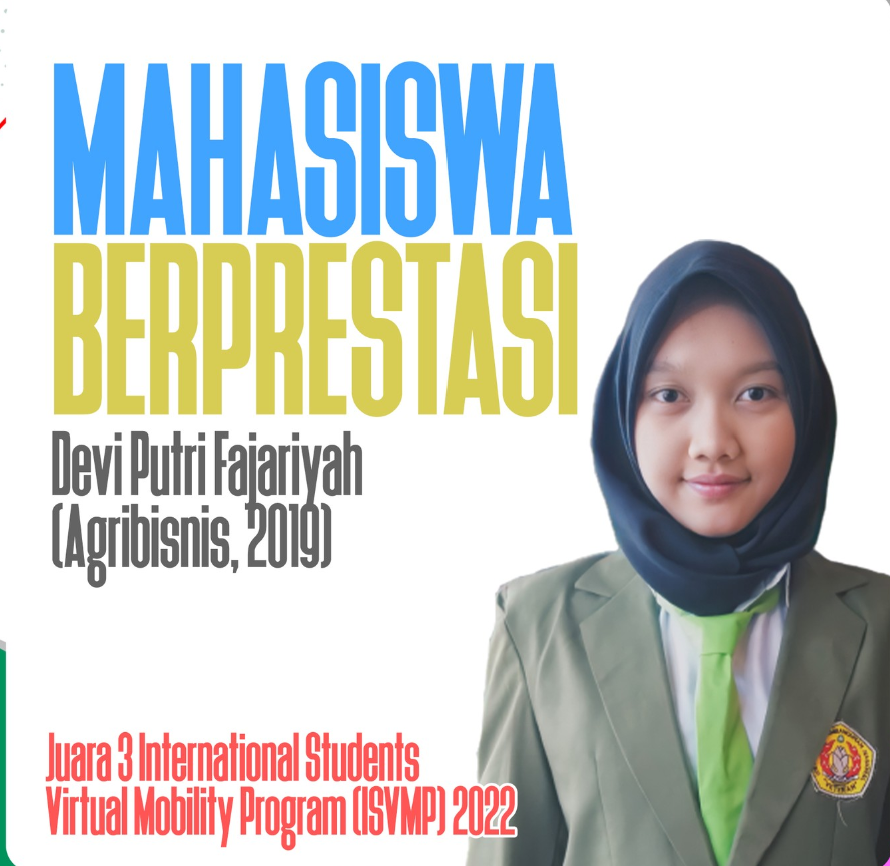 MAHASISWA
BERPRESTASI
Devi Putri Fajariyah
(Agribisnis, 2019)
Juara 3 International Students
Virtual Mobility Program (ISVMP) 2022